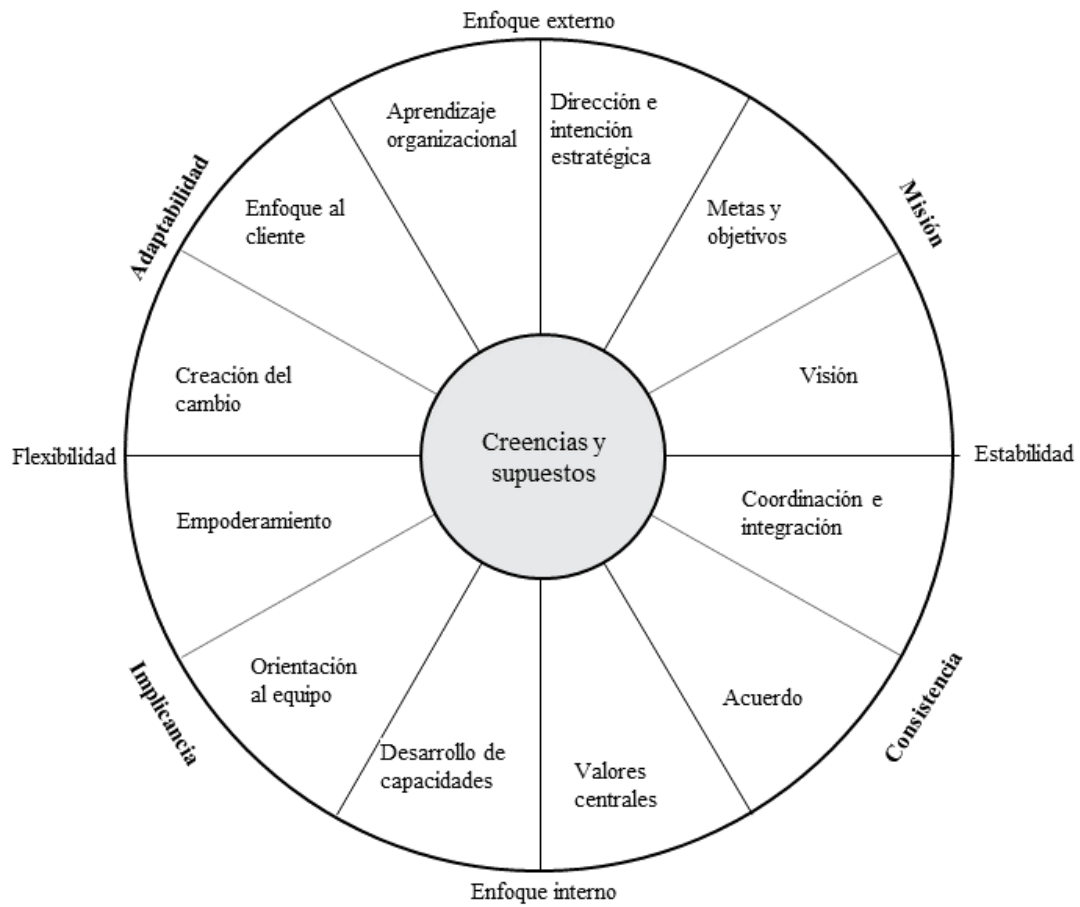 Enfoque externo
Aprendizaje
organizacional
Dirección e
intención
estratégica
Adaptabilidad
Enfoque al
cliente
Metas y
objetivos
Misión
Creación del
cambio
Visión
Flexibilidad
Creencias y
supuestos
Estabilidad
Empoderamiento
Coordinación e
integración
Implicancia
Orientación
al equipo
Acuerdo
Consistencia
Desarrollo de
capacidades
Valores
centrales
Enfoque interno